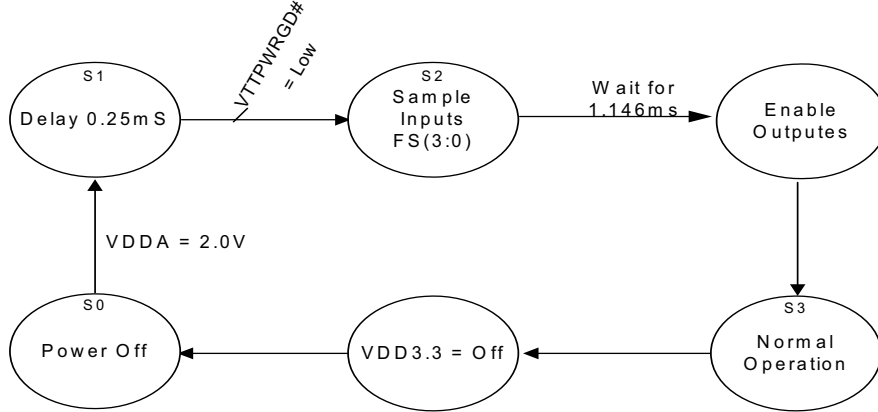 S1
Delay 0.25mS
VTTPWRGD#
= Low
S2
Sample
Inputs
FS(3:0)
Wait for
1.146ms
Enable
Outputes
VDDA = 2.0V
S0
Power Off
VDD3.3 = Off
S3
Normal
Operation